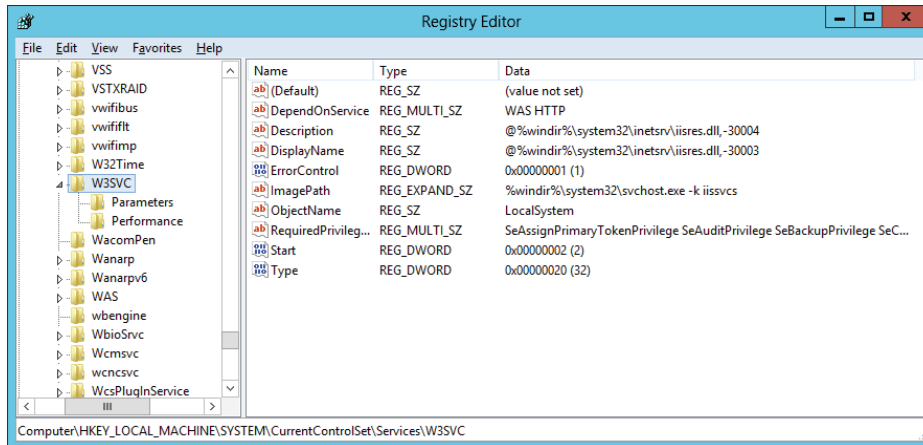 Registry Editor
File Edit View Favorites Help
VSS
VSTXRAID
vwifibus
vwififlt
vwifimp
W32Time
W3SVC
Parameters
Performance
WacomPen
Wanarp
Wanarpv6
WAS
wbengine
WbioSrvc
Wcmsvc
wcncsvc
WcsPlugInService
Name Type Data
(Default) REG_SZ (value not set)
DependOnService REG_MULTI_SZ WAS HTTP
Description REG_SZ @%windir%\system32\inetsrv\iisres.dll,-30004
DisplayName REG_SZ @%windir%\system32\inetsrv\iisres.dll,-30003
ErrorControl REG_DWORD 0x00000001 (1)
ImagePath REG_EXPAND_SZ %windir%\system32\svchost.exe -k iissvcs
ObjectName REG_SZ LocalSystem
RequiredPrivileg... REG_MULTI_SZ SeAssignPrimaryTokenPrivilege SeAuditPrivilege SeBackupPrivilege SeC...
Start REG_DWORD 0x00000002 (2)
Type REG_DWORD 0x00000020 (32)
Computer\HKEY_LOCAL_MACHINE\SYSTEM\CurrentControlSet\Services\W3SVC